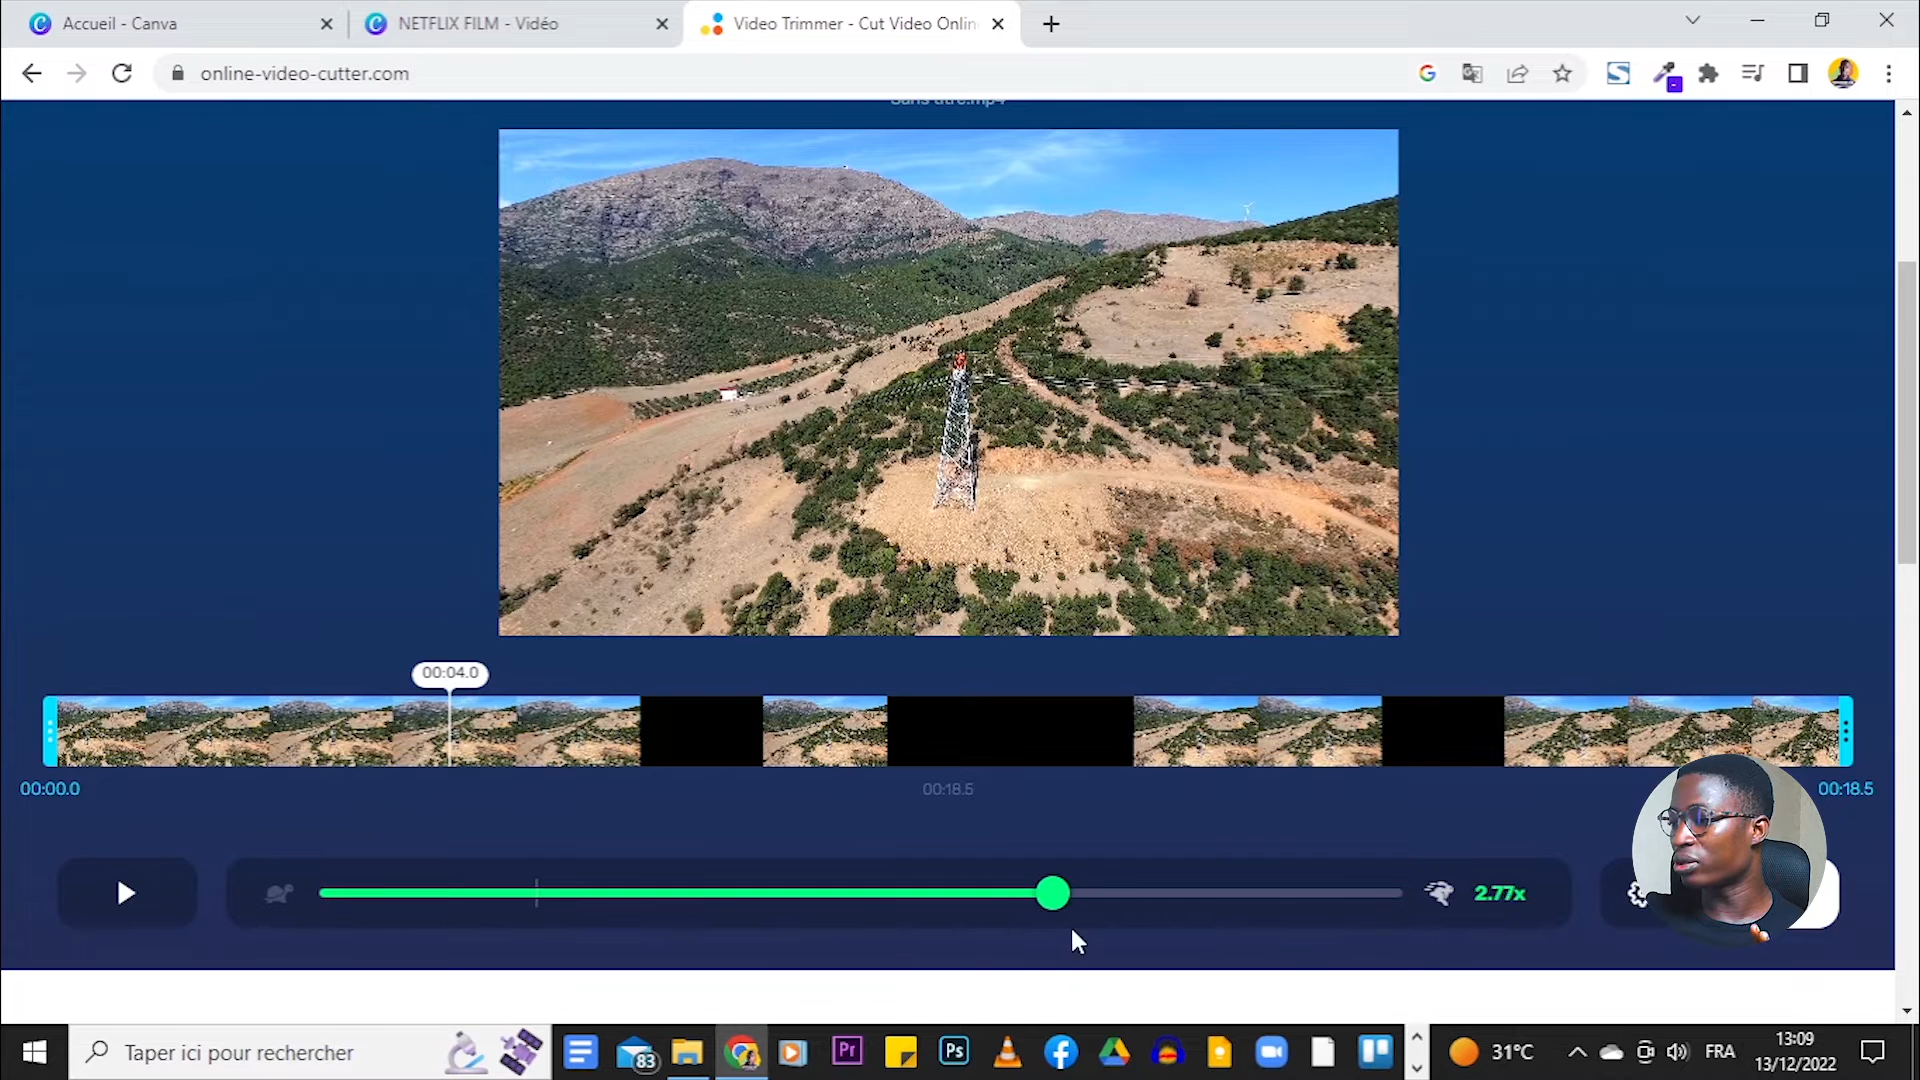 Accueil - Canva
NETFLIX FILM - Vidéo
Video Trimmer - Cut Video Onlin
online-video-cutter.com
00:04.0
00:00.0
00:18.5
00:18.5
2.77x
Taper ici pour rechercher
83
Pr
Ps
31°C
FRA
13:09
13/12/2022